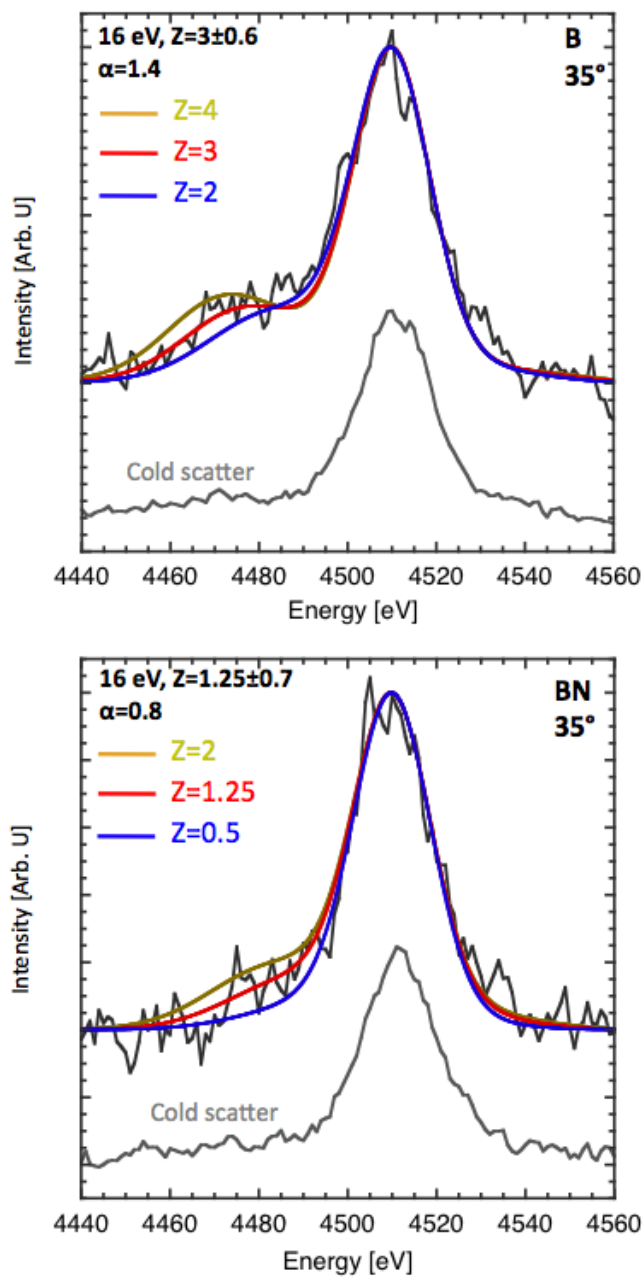 16 eV, Z=3±0.6
α=1.4
B
35°
Z=4
Z=3
Z=2
Intensity [Arb. U]
Cold scatter
4440 4460 4480 4500 4520 4540 4560
Energy [eV]
16 eV, Z=1.25±0.7
α=0.8
BN
35°
Z=2
Z=1.25
Z=0.5
Intensity [Arb. U]
Cold scatter
4440 4460 4480 4500 4520 4540 4560
Energy [eV]